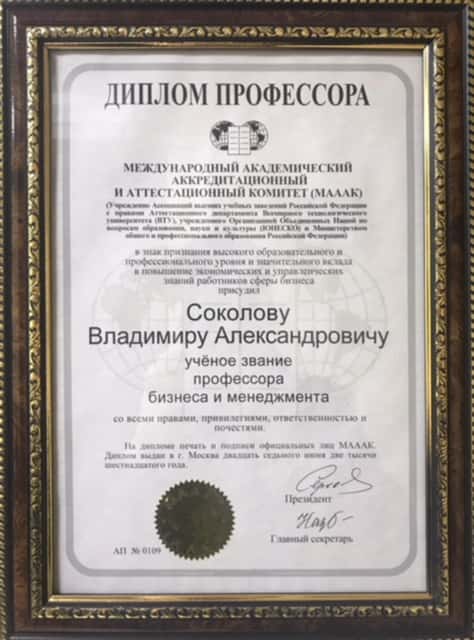 ДИПЛОМ ПРОФЕССОРА
МЕЖДУНАРОДНЫЙ АКАДЕМИЧЕСКИЙ
АККРЕДИТАЦИОННЫЙ
И АТТЕСТАЦИОННЫЙ КОМИТЕТ (МААAК)
(Учреждение Ассоциаций высших учебных заведений Российской Федерации
с правами Аттестационного департамента Всемирного технологического
университета (ВТУ), учрежденного Организацией Объединенных Наций по
вопросам образования, науки и культуры (ЮНЕСКО) и Министерством
общего и профессионального образования Российской Федерации)
в знак признания высокого образовательного и
профессионального уровня и значительного вклада
в повышение экономических и управленческих
знаний работников сферы бизнеса
присудил
Соколову
Владимиру Александровичу
учёное звание
профессора
бизнеса и менеджмента
со всеми правами, привилегиями, ответственностью и
почестями.
На дипломе печать и подписи официальных лиц МАААК.
Диплом выдан в г. Москва двадцать седьмого июня две тысячи
шестнадцатого года.
Президент
Главный секретарь
АП № 0109